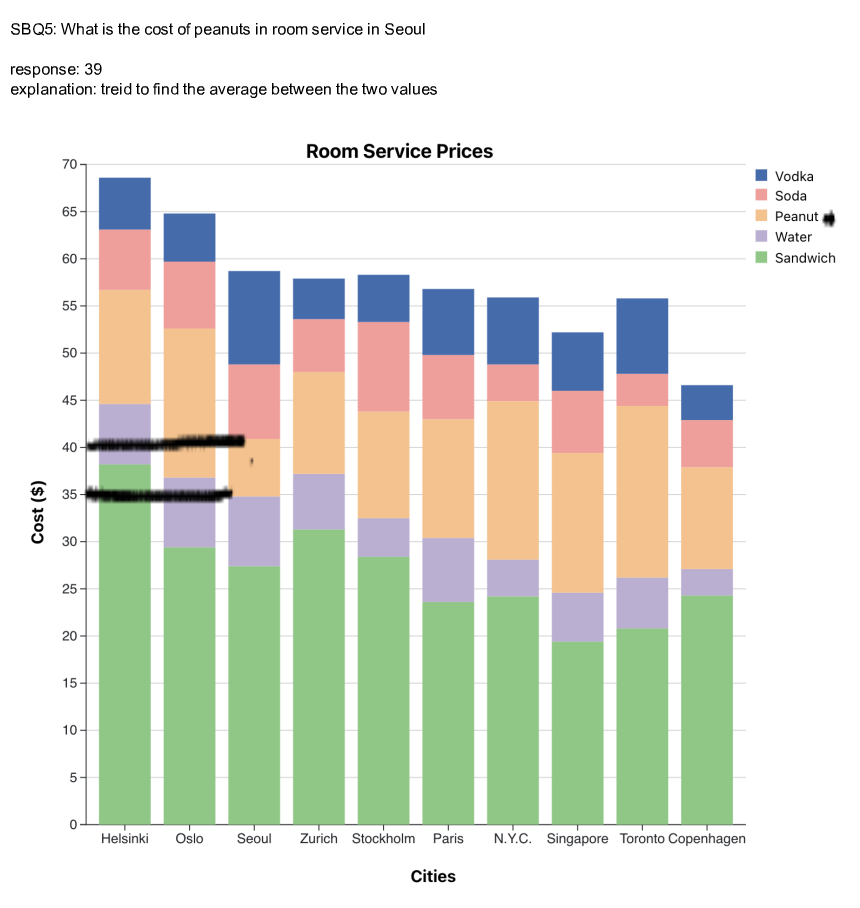 SBQ5: What is the cost of peanuts in room service in Seoul
response: 39
explanation: treid to find the average between the two values
Room Service Prices
70
65
60
55
50
45
40
35
30
25
20
15
10
5
0
Cost ($)
Vodka
Soda
Peanut
Water
Sandwich
Helsinki Oslo Seoul Zurich Stockholm Paris N.Y.C. Singapore Toronto Copenhagen
Cities